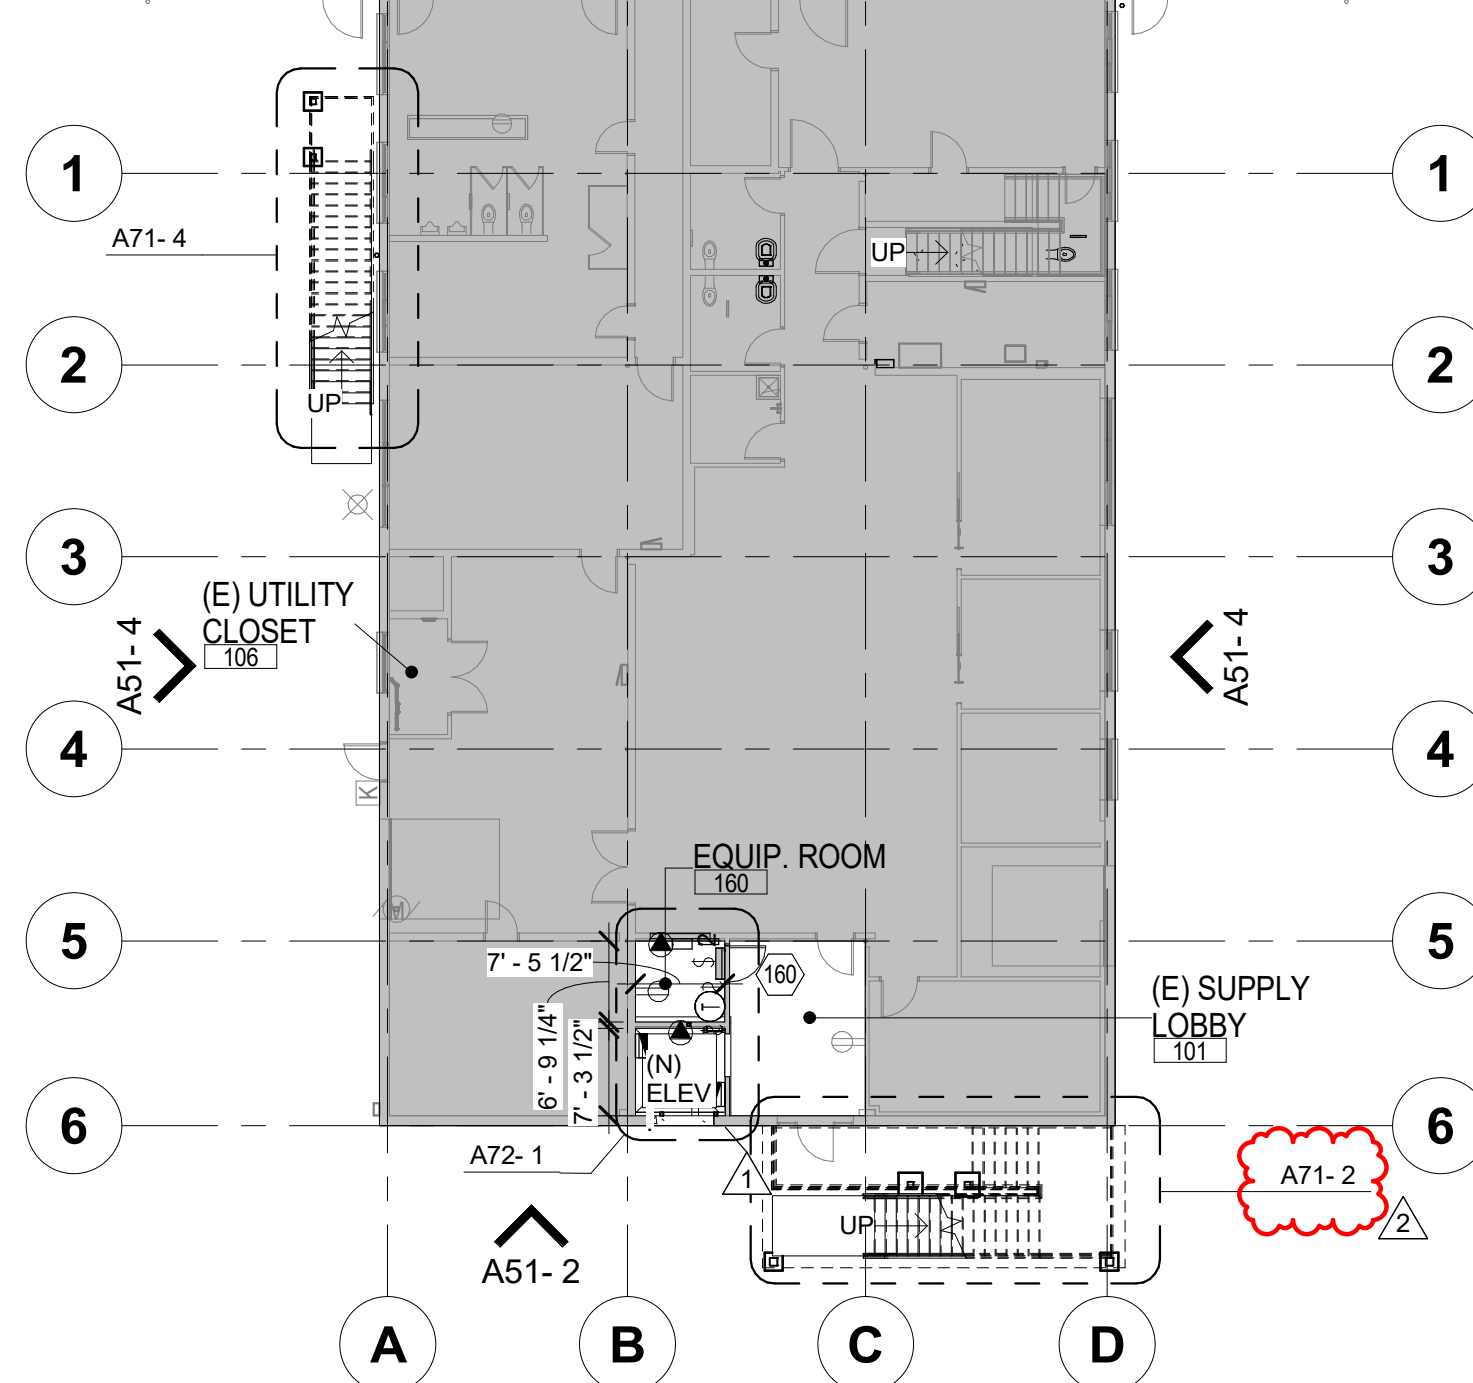 1
1
A71- 4
UP
2
2
UP
3
3
(E) UTILITY
CLOSET
106
A51- 4
A51- 4
4
4
K
EQUIP. ROOM
160
5
5
7' - 5 1/2"
S
160
T
(E) SUPPLY
LOBBY
101
6' - 9 1/4"
7' - 3 1/2"
(N)
ELEV
6
6
A72- 1
1
A71- 2
2
UP
A51- 2
A
B
C
D